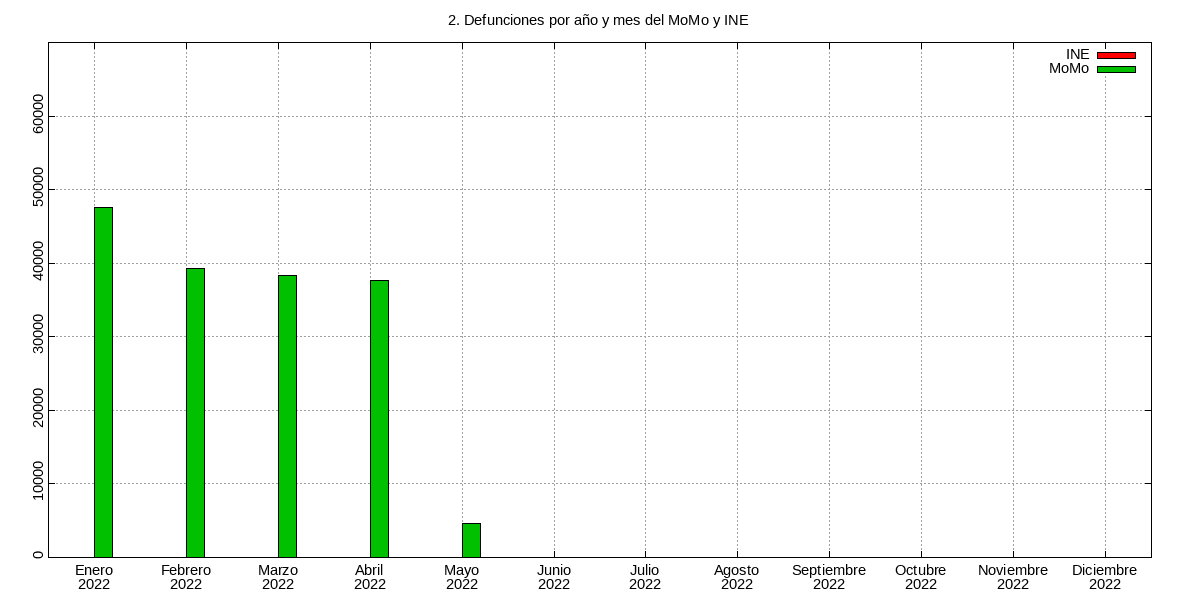 2. Defunciones por año y mes del MoMo y INE
INE
MoMo
60000
50000
40000
30000
20000
10000
0
Enero Febrero Marzo Abril Mayo Junio Julio Agosto Septiembre Octubre Noviembre Diciembre
2022 2022 2022 2022 2022 2022 2022 2022 2022 2022 2022 2022